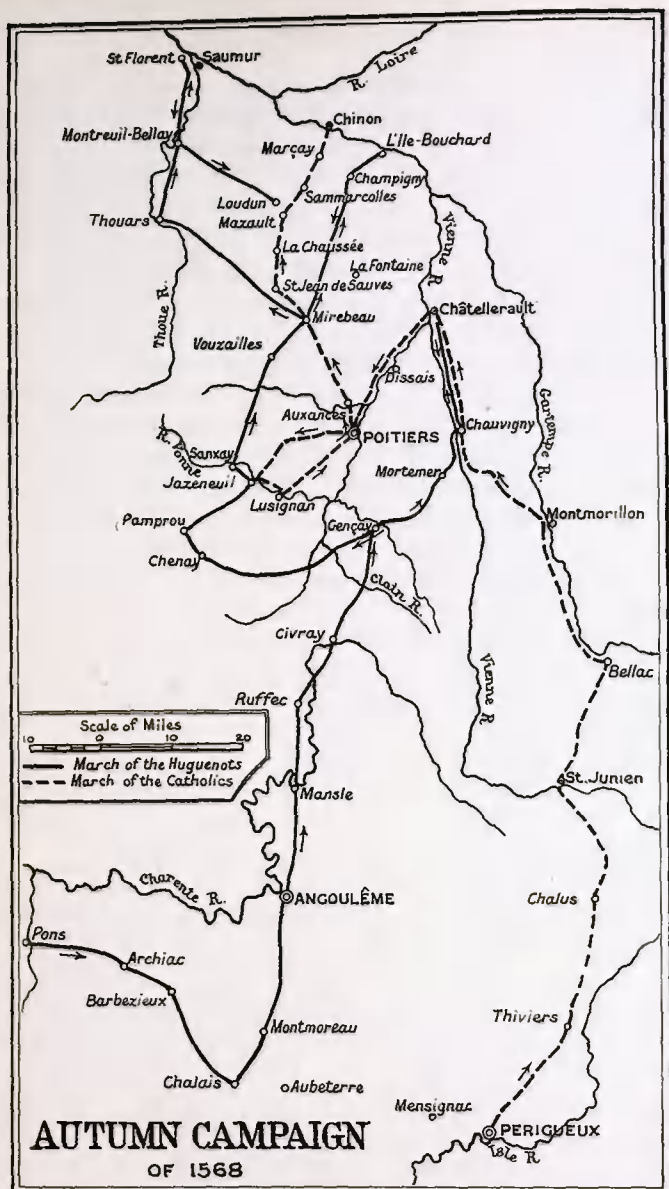 St Florent
Saumur
R. Loire
Chinon
Montreuil-Bellay
Marçay
L'Ile-Bouchard
Champigny
Loudun
Sammarcolles
Mazault
Thouars
La Chaussée
La Fontaine
Vienne R.
St Jean de Sauves
Thoue R.
Mirebeau
Châtellerault
Vouzailles
Dissais
Gartempe R.
Auxances
POITIERS
Chauvigny
R. Vonne
Sanxay
Jazeneuil
Lusignan
Mortemer
Montmorillon
Pamprou
Gençay
Chenay
Clain R.
Civray
Vienne R.
Bellac
Ruffec
Scale of Miles
10 0 10 20
March of the Huguenots
March of the Catholics
St. Junien
Mansle
Charente R.
ANGOULÊME
Chalus
Pons
Archiac
Barbezieux
Montmoreau
Thiviers
Chalais
Aubeterre
Mensignac
PERIGUEUX
Isle R
AUTUMN CAMPAIGN
OF 1568